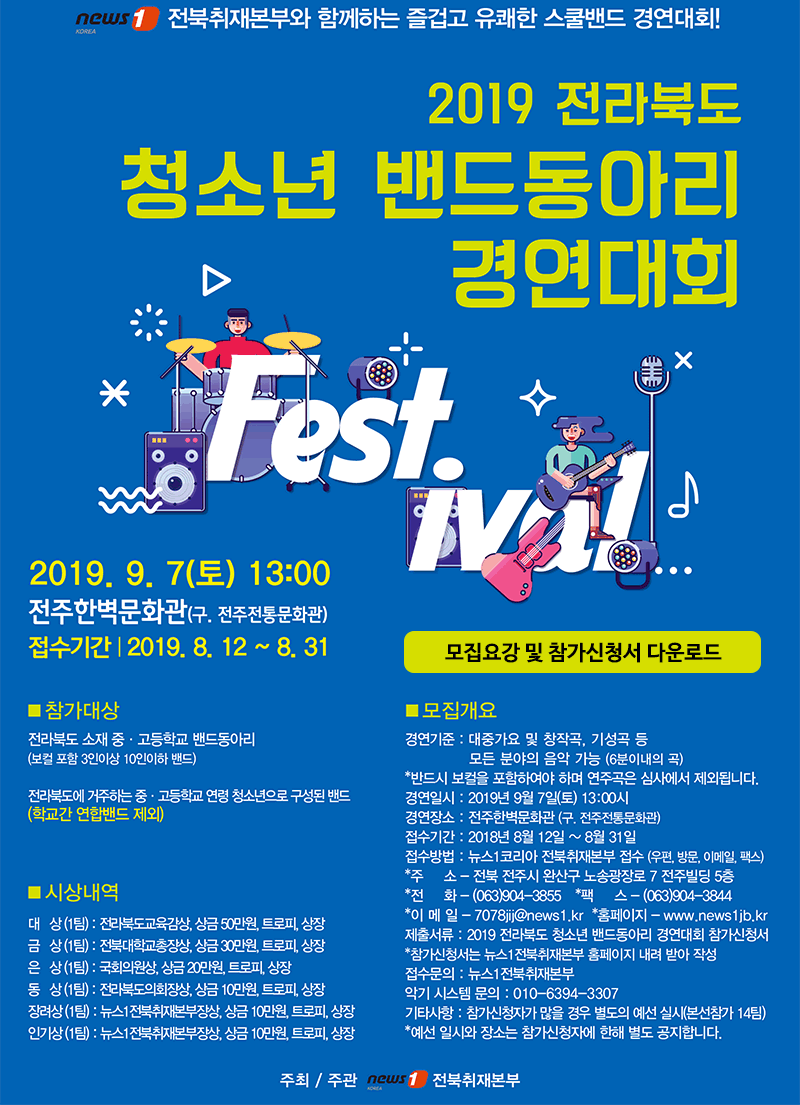 news1 KOREA 전북취재본부와 함께하는 즐겁고 유쾌한 스쿨밴드 경연대회!
2019 전라북도
청소년 밴드동아리
경연대회
Fest.
ival...
2019. 9. 7(토) 13:00
전주한벽문화관(구. 전주전통문화관)
접수기간 | 2019. 8. 12 ~ 8. 31
모집요강 및 참가신청서 다운로드
■ 참가대상
전라북도 소재 중 · 고등학교 밴드동아리
(보컬 포함 3인이상 10인이하 밴드)
전라북도에 거주하는 중 · 고등학교 연령 청소년으로 구성된 밴드
(학교간 연합밴드 제외)
■ 시상내역
대 상(1팀) : 전라북도교육감상, 상금 50만원, 트로피, 상장
금 상(1팀) : 전북대학교총장상, 상금 30만원, 트로피, 상장
은 상(1팀) : 국회의원상, 상금 20만원, 트로피, 상장
동 상(1팀) : 전라북도의회장상, 상금 10만원, 트로피, 상장
장려상(1팀) : 뉴스1전북취재본부장상, 상금 10만원, 트로피, 상장
인기상(1팀) : 뉴스1전북취재본부장상, 상금 10만원, 트로피, 상장
■ 모집개요
경연기준 : 대중가요 및 창작곡, 기성곡 등
모든 분야의 음악 가능 (6분이내의 곡)
*반드시 보컬을 포함하여야 하며 연주곡은 심사에서 제외됩니다.
경연일시 : 2019년 9월 7일(토) 13:00시
경연장소 : 전주한벽문화관 (구. 전주전통문화관)
접수기간 : 2018년 8월 12일 ~ 8월 31일
접수방법 : 뉴스1코리아 전북취재본부 접수 (우편, 방문, 이메일, 팩스)
*주 소 - 전북 전주시 완산구 노송광장로 7 전주빌딩 5층
*전 화 - (063)904-3855 *팩 스 - (063)904-3844
*이 메 일 - 7078jij@news1.kr *홈페이지 - www.news1jb.kr
제출서류 : 2019 전라북도 청소년 밴드동아리 경연대회 참가신청서
*참가신청서는 뉴스1전북취재본부 홈페이지 내려 받아 작성
접수문의 : 뉴스1전북취재본부
악기 시스템 문의 : 010-6394-3307
기타사항 : 참가신청자가 많을 경우 별도의 예선 실시(본선참가 14팀)
*예선 일시와 장소는 참가신청자에 한해 별도 공지합니다.
주최 / 주관 news1 KOREA 전북취재본부